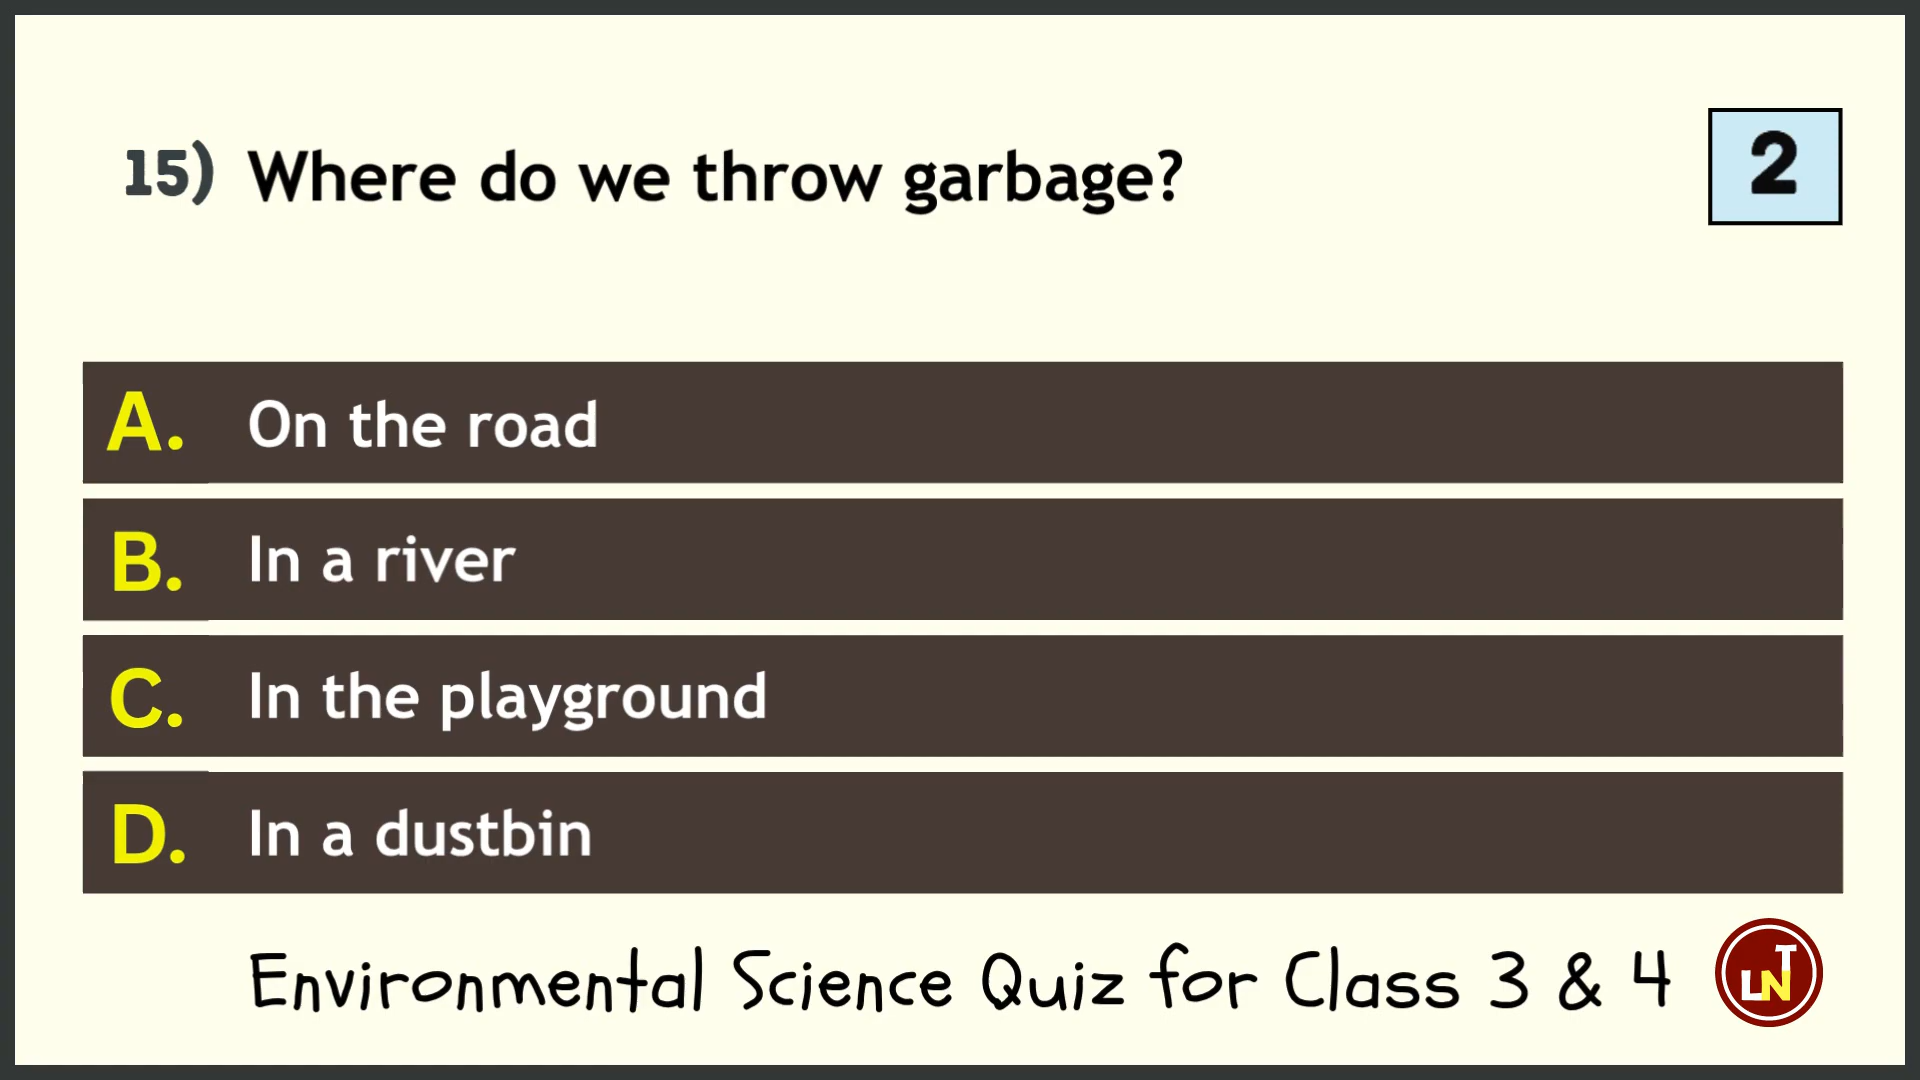 15) Where do we throw garbage?
2
A. On the road
B. In a river
C. In the playground
D. In a dustbin
Environmental Science Quiz for Class 3 & 4
LNT